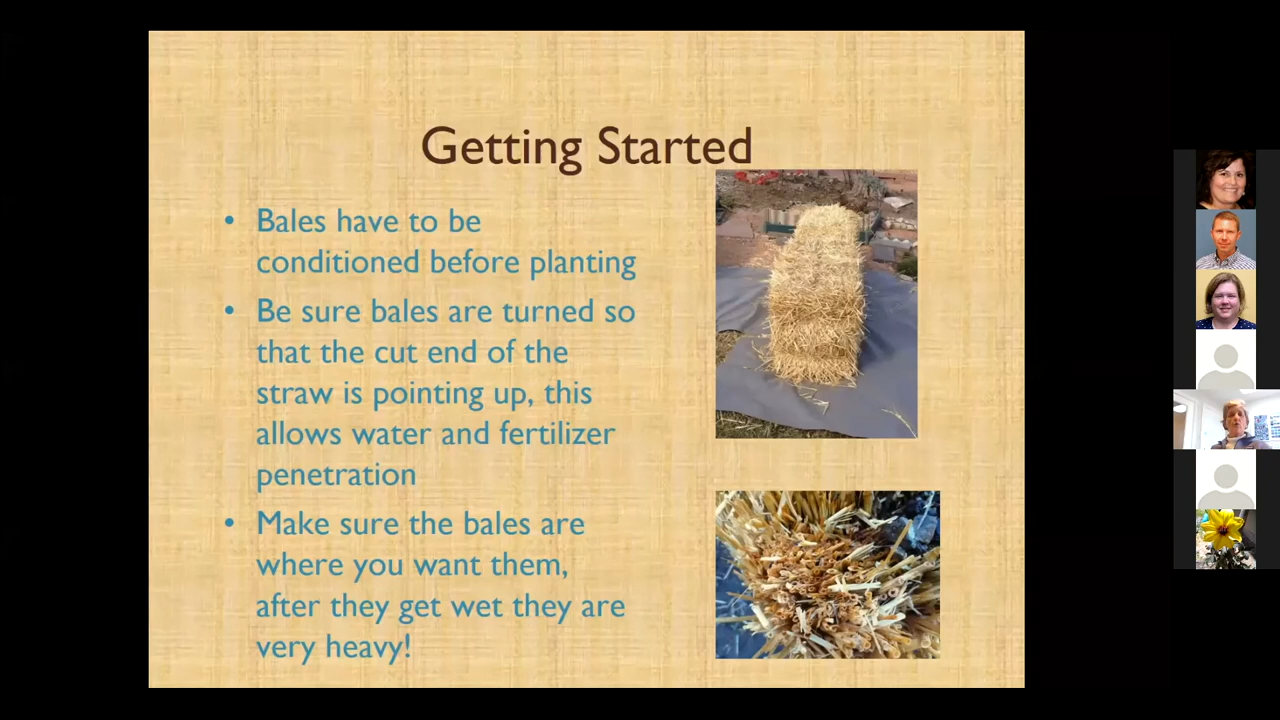 Getting Started
• Bales have to be
conditioned before planting
• Be sure bales are turned so
that the cut end of the
straw is pointing up, this
allows water and fertilizer
penetration
• Make sure the bales are
where you want them,
after they get wet they are
very heavy!